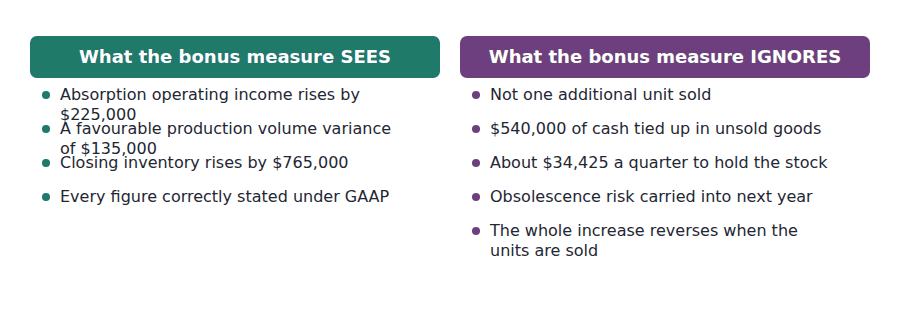 What the bonus measure SEES
Absorption operating income rises by
$225,000
A favourable production volume variance
of $135,000
Closing inventory rises by $765,000
Every figure correctly stated under GAAP
What the bonus measure IGNORES
Not one additional unit sold
$540,000 of cash tied up in unsold goods
About $34,425 a quarter to hold the stock
Obsolescence risk carried into next year
The whole increase reverses when the
units are sold